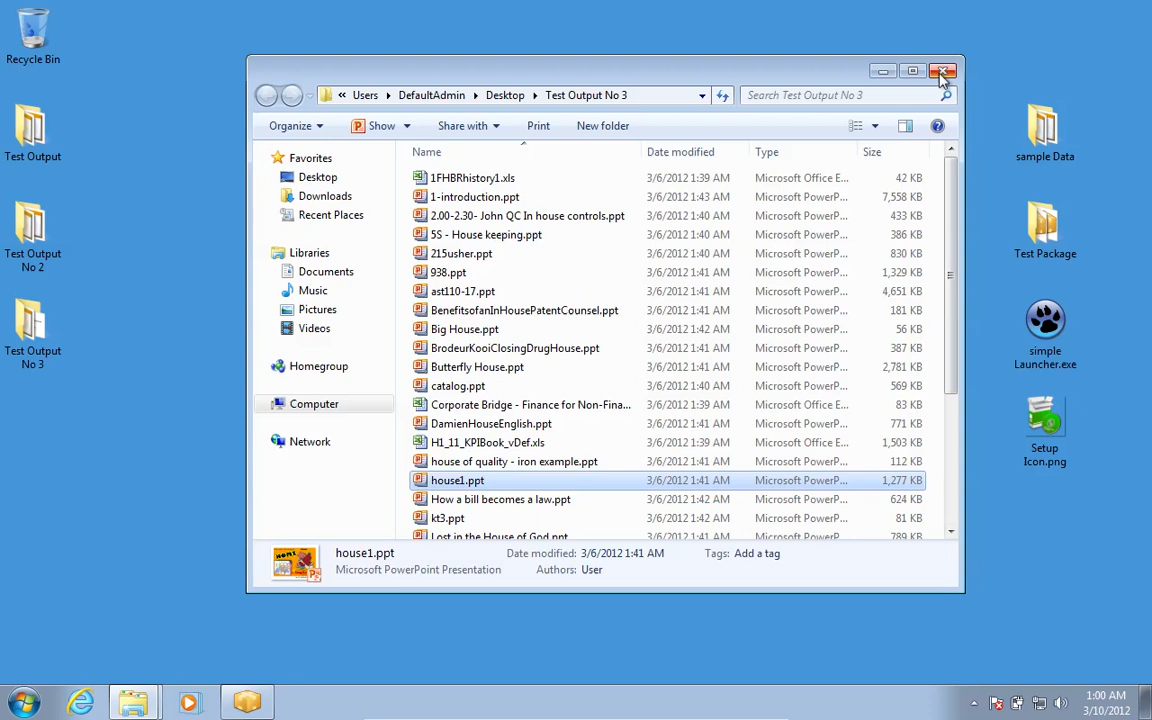 Recycle Bin
Test Output
Test Output No 2
Test Output No 3
Users DefaultAdmin Desktop Test Output No 3
Search Test Output No 3
Organize Show Share with Print New folder
Favorites
Desktop
Downloads
Recent Places
Libraries
Documents
Music
Pictures
Videos
Homegroup
Computer
Network
Name Date modified Type Size
1FHBRhistory1.xls 3/6/2012 1:39 AM Microsoft Office E... 42 KB
1-introduction.ppt 3/6/2012 1:43 AM Microsoft PowerP... 7,558 KB
2.00-2.30- John QC In house controls.ppt 3/6/2012 1:40 AM Microsoft PowerP... 433 KB
5S - House keeping.ppt 3/6/2012 1:40 AM Microsoft PowerP... 386 KB
215usher.ppt 3/6/2012 1:40 AM Microsoft PowerP... 830 KB
938.ppt 3/6/2012 1:41 AM Microsoft PowerP... 1,329 KB
ast110-17.ppt 3/6/2012 1:41 AM Microsoft PowerP... 4,651 KB
BenefitsofanInHousePatentCounsel.ppt 3/6/2012 1:41 AM Microsoft PowerP... 181 KB
Big House.ppt 3/6/2012 1:42 AM Microsoft PowerP... 56 KB
BrodeurKooiClosingDrugHouse.ppt 3/6/2012 1:41 AM Microsoft PowerP... 387 KB
Butterfly House.ppt 3/6/2012 1:41 AM Microsoft PowerP... 2,781 KB
catalog.ppt 3/6/2012 1:40 AM Microsoft PowerP... 569 KB
Corporate Bridge - Finance for Non-Fina... 3/6/2012 1:39 AM Microsoft Office E... 83 KB
DamienHouseEnglish.ppt 3/6/2012 1:41 AM Microsoft PowerP... 771 KB
H1_11_KPIBook_vDef.xls 3/6/2012 1:39 AM Microsoft Office E... 1,503 KB
house of quality - iron example.ppt 3/6/2012 1:41 AM Microsoft PowerP... 112 KB
house1.ppt 3/6/2012 1:41 AM Microsoft PowerP... 1,277 KB
How a bill becomes a law.ppt 3/6/2012 1:42 AM Microsoft PowerP... 624 KB
kt3.ppt 3/6/2012 1:42 AM Microsoft PowerP... 81 KB
Lost in the House of God.ppt 3/6/2012 1:41 AM Microsoft PowerP... 789 KB
house1.ppt Date modified: 3/6/2012 1:41 AM Tags: Add a tag
Microsoft PowerPoint Presentation Authors: User
sample Data
Test Package
simple
Launcher.exe
Setup
Icon.png
1:00 AM
3/10/2012